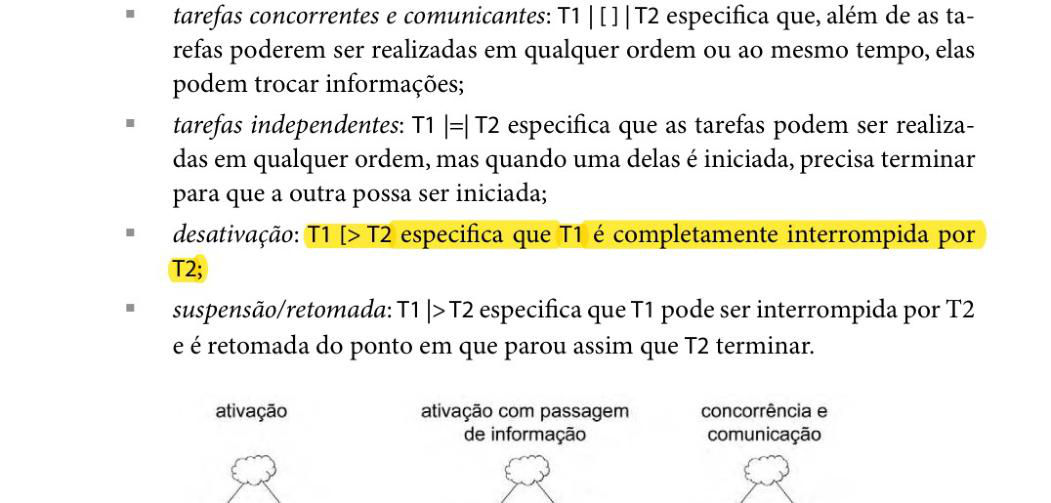 ▪ tarefas concorrentes e comunicantes: T1 |[]| T2 especifica que, além de as ta-
refas poderem ser realizadas em qualquer ordem ou ao mesmo tempo, elas
podem trocar informações;
▪ tarefas independentes: T1 |=| T2 especifica que as tarefas podem ser realiza-
das em qualquer ordem, mas quando uma delas é iniciada, precisa terminar
para que a outra possa ser iniciada;
▪ desativação: T1 [> T2 especifica que T1 é completamente interrompida por
T2;
▪ suspensão/retomada: T1 |> T2 especifica que T1 pode ser interrompida por T2
e é retomada do ponto em que parou assim que T2 terminar.
ativação
ativação com passagem
de informação
concorrência e
comunicação